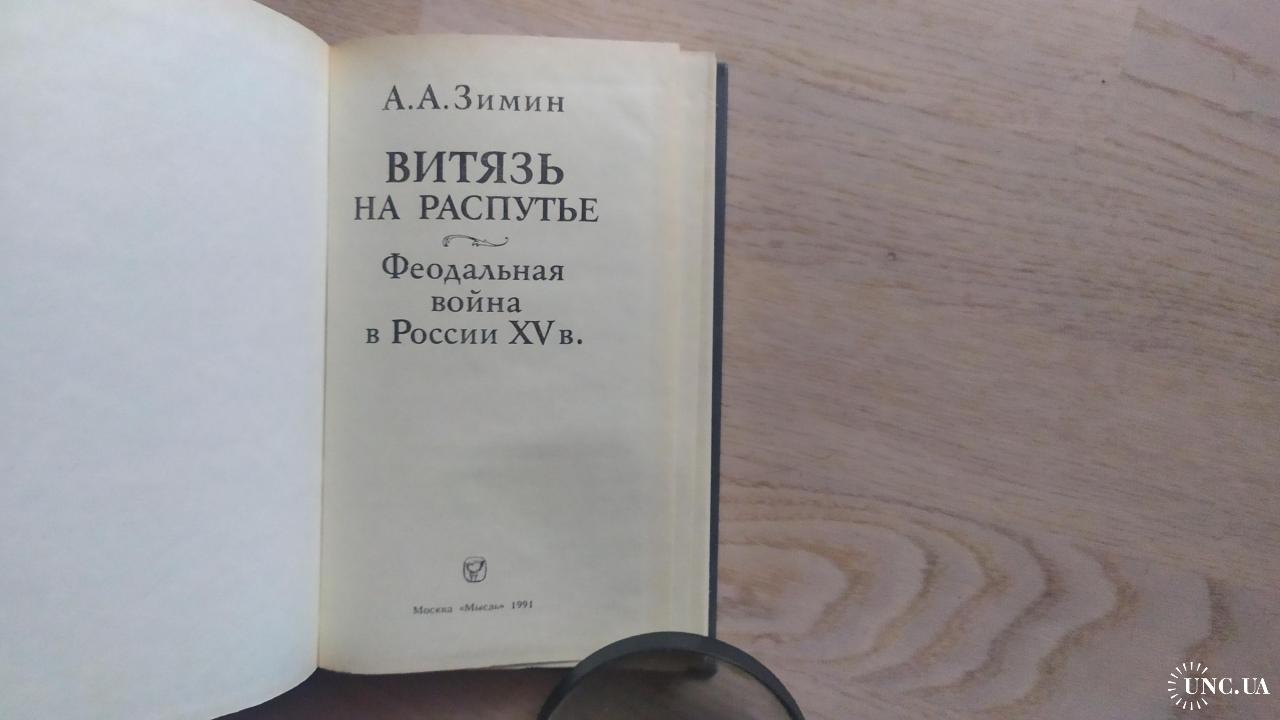 А.А.Зимин
ВИТЯЗЬ
НА РАСПУТЬЕ
Феодальная
война
в России XV в.
Москва «Мысль» 1991
UNC.UA